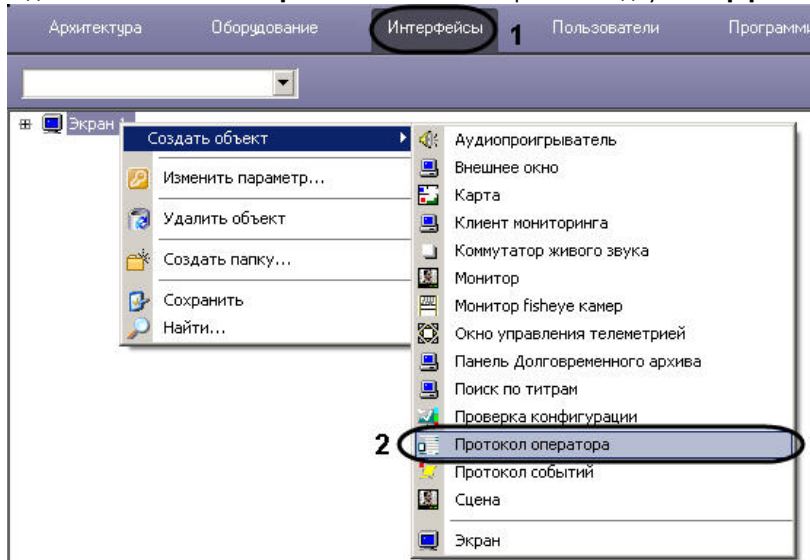 Архитектура Оборудование Интерфейсы 1 Пользователи Программи
Экран 1
Создать объект
Изменить параметр...
Удалить объект
Создать папку...
Сохранить
Найти...
Аудиопроигрыватель
Внешнее окно
Карта
Клиент мониторинга
Коммутатор живого звука
Монитор
Монитор fisheye камер
Окно управления телеметрией
Панель Долговременного архива
Поиск по титрам
Проверка конфигурации
2 Протокол оператора
Протокол событий
Сцена
Экран